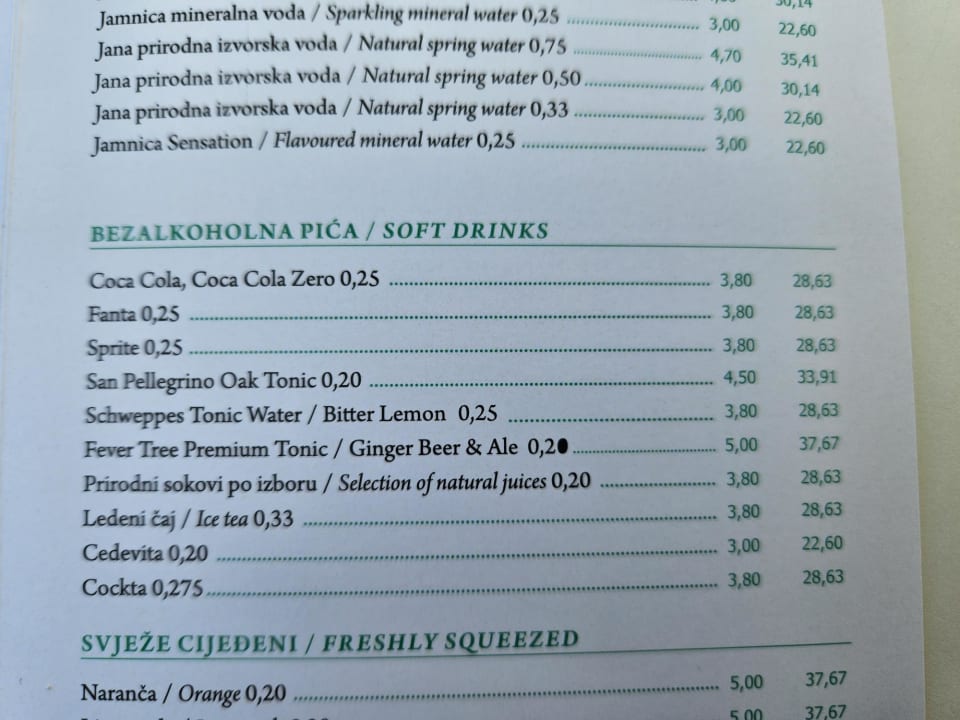 30,14
Jamnica mineralna voda / Sparkling mineral water 0,25 3,00 22,60
Jana prirodna izvorska voda / Natural spring water 0,75 4,70 35,41
Jana prirodna izvorska voda / Natural spring water 0,50 4,00 30,14
Jana prirodna izvorska voda / Natural spring water 0,33 3,00 22,60
Jamnica Sensation / Flavoured mineral water 0,25 3,00 22,60
BEZALKOHOLNA PIĆA / SOFT DRINKS
Coca Cola, Coca Cola Zero 0,25 3,80 28,63
Fanta 0,25 3,80 28,63
Sprite 0,25 3,80 28,63
San Pellegrino Oak Tonic 0,20 4,50 33,91
Schweppes Tonic Water / Bitter Lemon 0,25 3,80 28,63
Fever Tree Premium Tonic / Ginger Beer & Ale 0,20 5,00 37,67
Prirodni sokovi po izboru / Selection of natural juices 0,20 3,80 28,63
Ledeni čaj / Ice tea 0,33 3,80 28,63
Cedevita 0,20 3,00 22,60
Cockta 0,275 3,80 28,63
SVJEŽE CIJEĐENI / FRESHLY SQUEEZED
Naranča / Orange 0,20 5,00 37,67
5,00 37,67